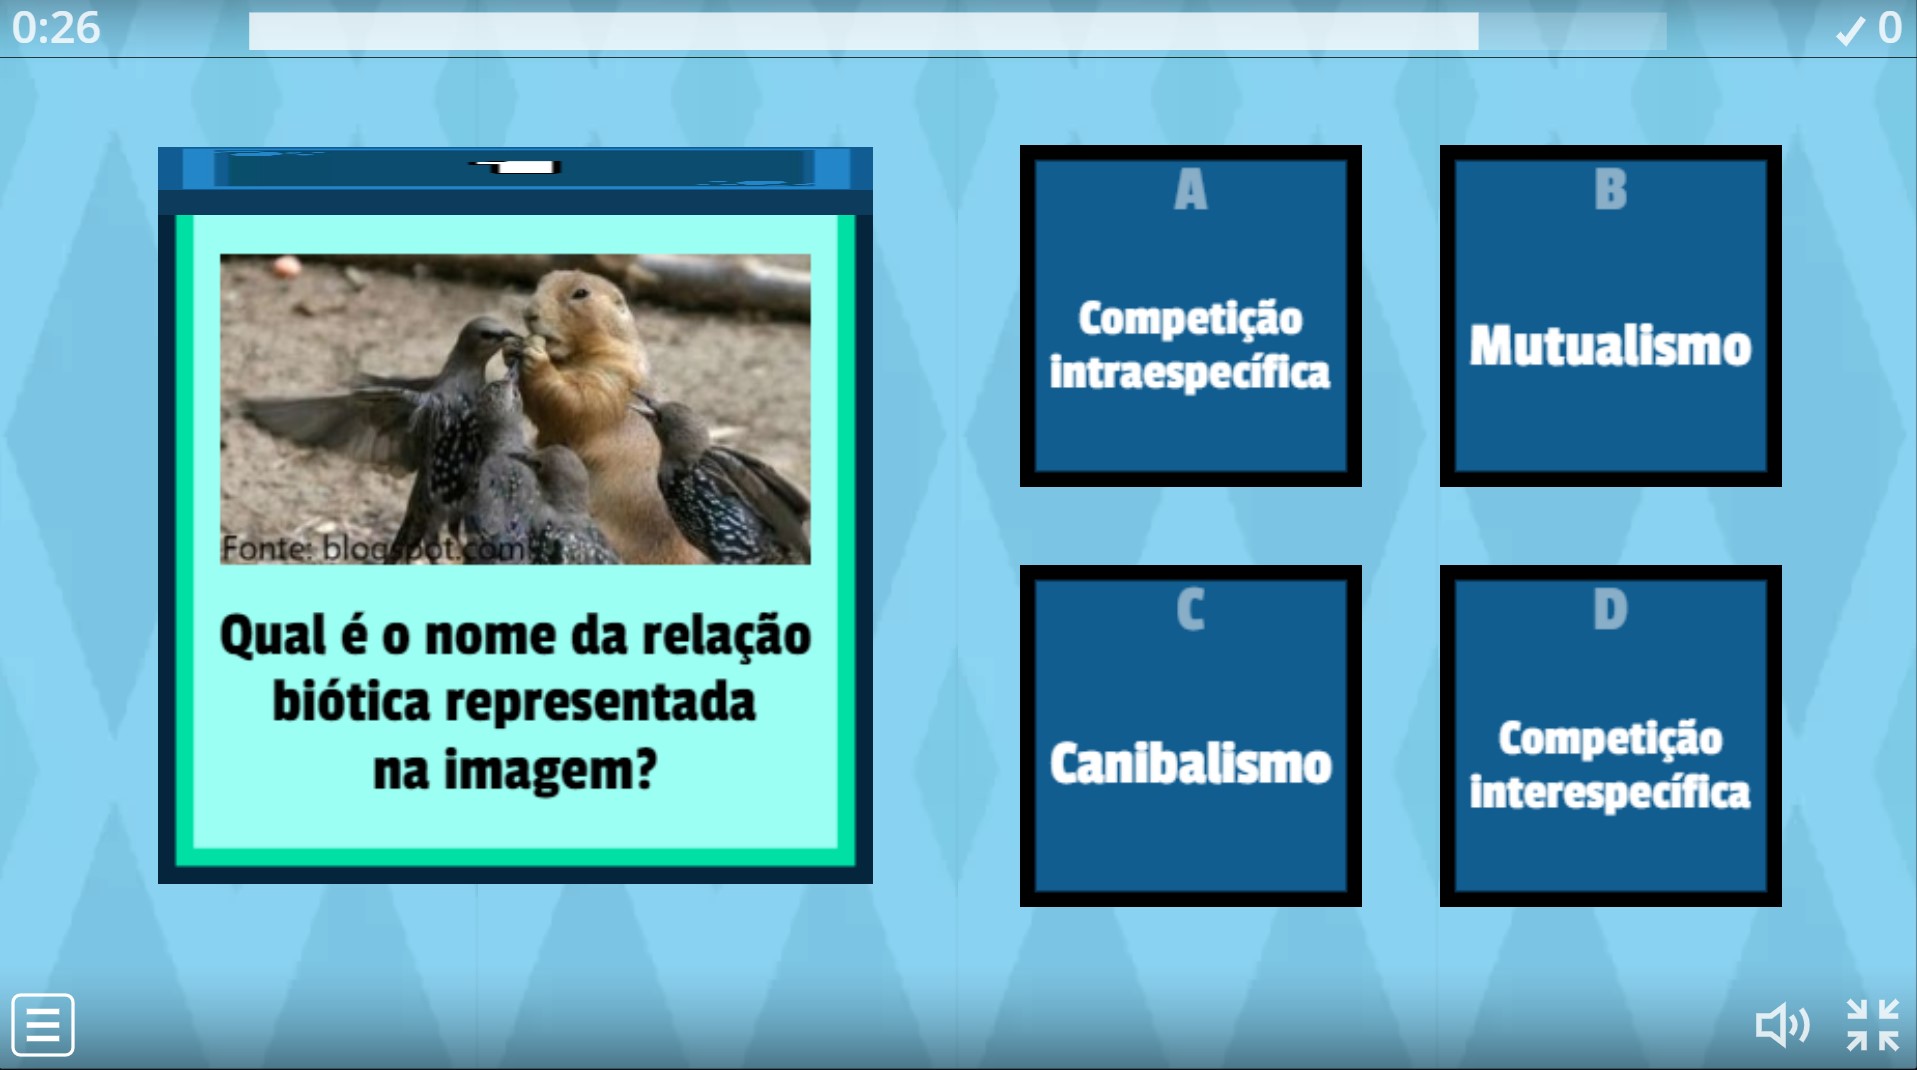 0:26
0
Fonte: blogspot.com
Qual é o nome da relação
biótica representada
na imagem?
A
Competição
intraespecífica
B
Mutualismo
C
Canibalismo
D
Competição
interespecífica